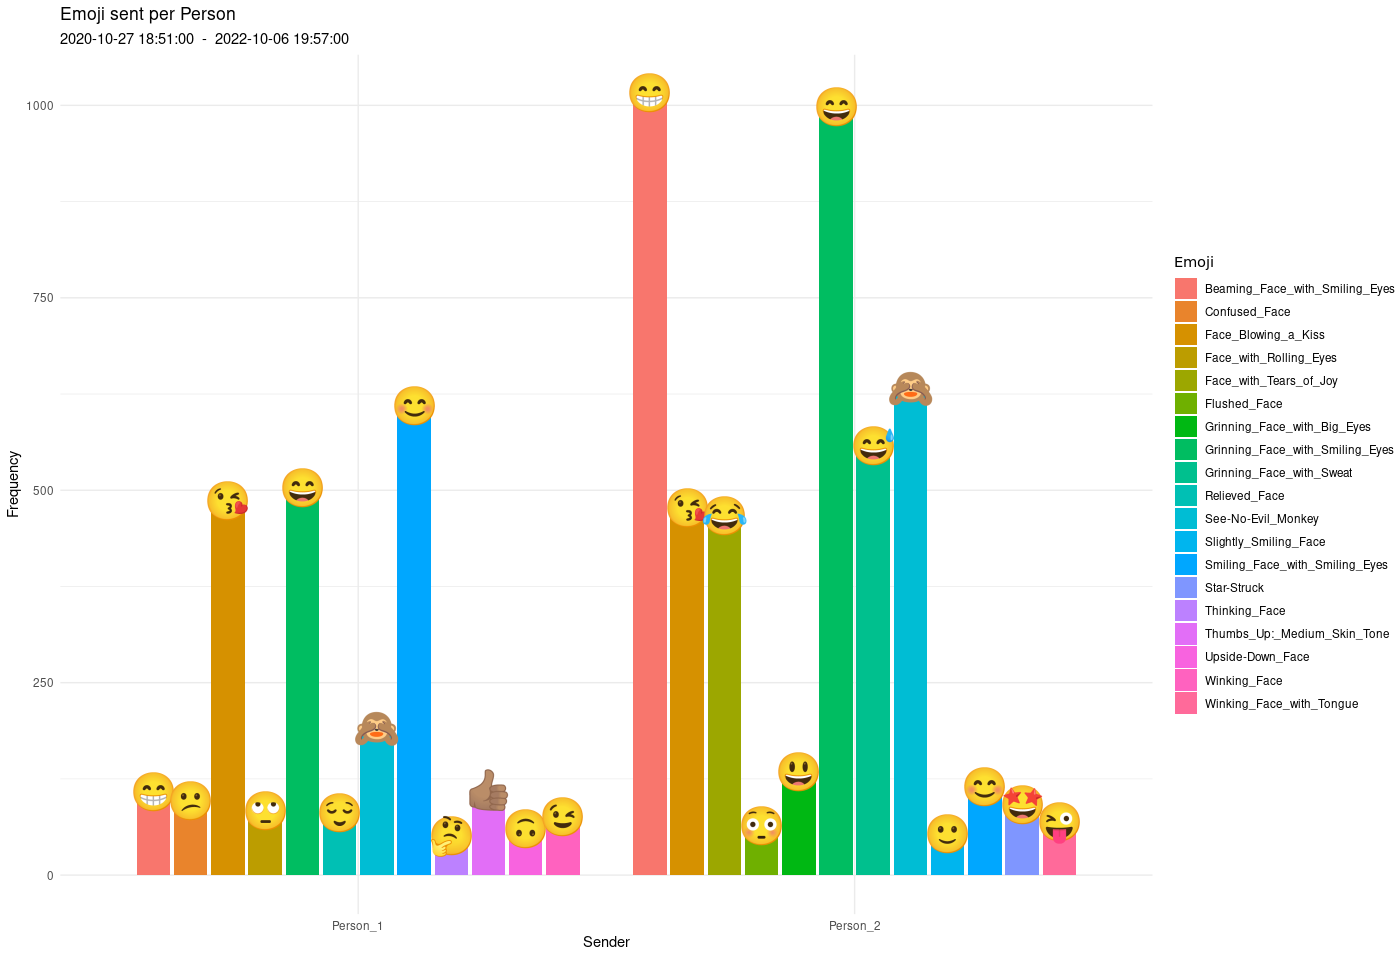 Emoji sent per Person
2020-10-27 18:51:00 - 2022-10-06 19:57:00
Frequency
1000
750
500
250
0
Person_1
Person_2
Sender
Emoji
Beaming_Face_with_Smiling_Eyes
Confused_Face
Face_Blowing_a_Kiss
Face_with_Rolling_Eyes
Face_with_Tears_of_Joy
Flushed_Face
Grinning_Face_with_Big_Eyes
Grinning_Face_with_Smiling_Eyes
Grinning_Face_with_Sweat
Relieved_Face
See-No-Evil_Monkey
Slightly_Smiling_Face
Smiling_Face_with_Smiling_Eyes
Star-Struck
Thinking_Face
Thumbs_Up:_Medium_Skin_Tone
Upside-Down_Face
Winking_Face
Winking_Face_with_Tongue